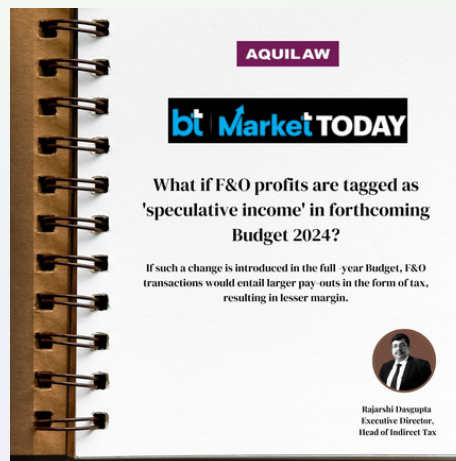 AQUILAW
bt Market TODAY
What if F&O profits are tagged as
'speculative income' in forthcoming
Budget 2024?
If such a change is introduced in the full -year Budget, F&O
transactions would entail larger pay-outs in the form of tax,
resulting in lesser margin.
Rajarshi Dasgupta
Executive Director,
Head of Indirect Tax